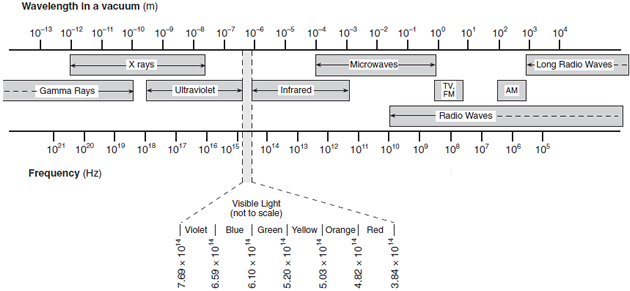 Wavelength in a vacuum (m)
10⁻¹³ 10⁻¹² 10⁻¹¹ 10⁻¹⁰ 10⁻⁹ 10⁻⁸ 10⁻⁷ 10⁻⁶ 10⁻⁵ 10⁻⁴ 10⁻³ 10⁻² 10⁻¹ 10⁰ 10¹ 10² 10³ 10⁴
X rays Microwaves Long Radio Waves
Gamma Rays Ultraviolet Infrared TV, AM
FM
Radio Waves
10²¹ 10²⁰ 10¹⁹ 10¹⁸ 10¹⁷ 10¹⁶ 10¹⁵ 10¹⁴ 10¹³ 10¹² 10¹¹ 10¹⁰ 10⁹ 10⁸ 10⁷ 10⁶ 10⁵
Frequency (Hz)
Visible Light
(not to scale)
Violet Blue Green Yellow Orange Red
7.69 × 10¹⁴
6.59 × 10¹⁴
6.10 × 10¹⁴
5.20 × 10¹⁴
5.03 × 10¹⁴
4.82 × 10¹⁴
3.84 × 10¹⁴